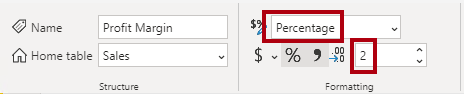 Name Profit Margin
Home table Sales
Structure
$% Percentage
$ % , .00 →0
2
Formatting